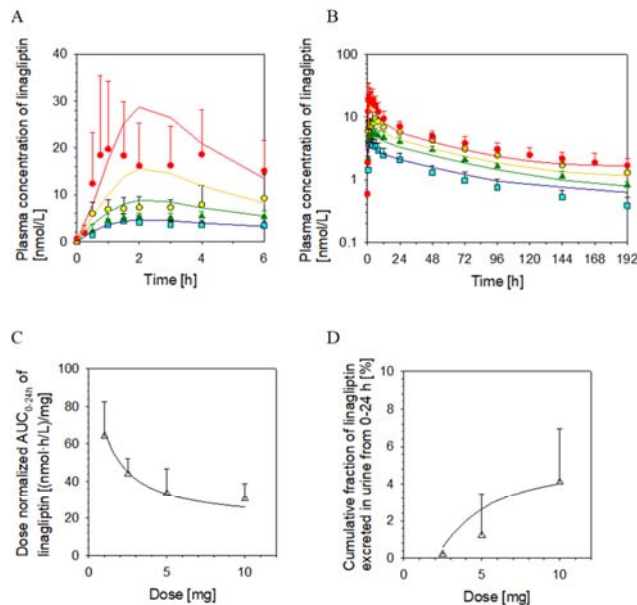 A
Plasma concentration of linagliptin
[nmol/L]
50
40
30
20
10
0
0
2
4
6
Time [h]
B
Plasma concentration of linagliptin
[nmol/L]
100
10
1
0.1
0
24
48
72
96
120
144
168
192
Time [h]
C
Dose normalized AUC0-24h of
linagliptin [(nmol·h/L)/mg]
100
80
60
40
20
0
0
5
10
Dose [mg]
D
Cumulative fraction of linagliptin
excreted in urine from 0-24 h [%]
10
8
6
4
2
0
0
5
10
Dose [mg]